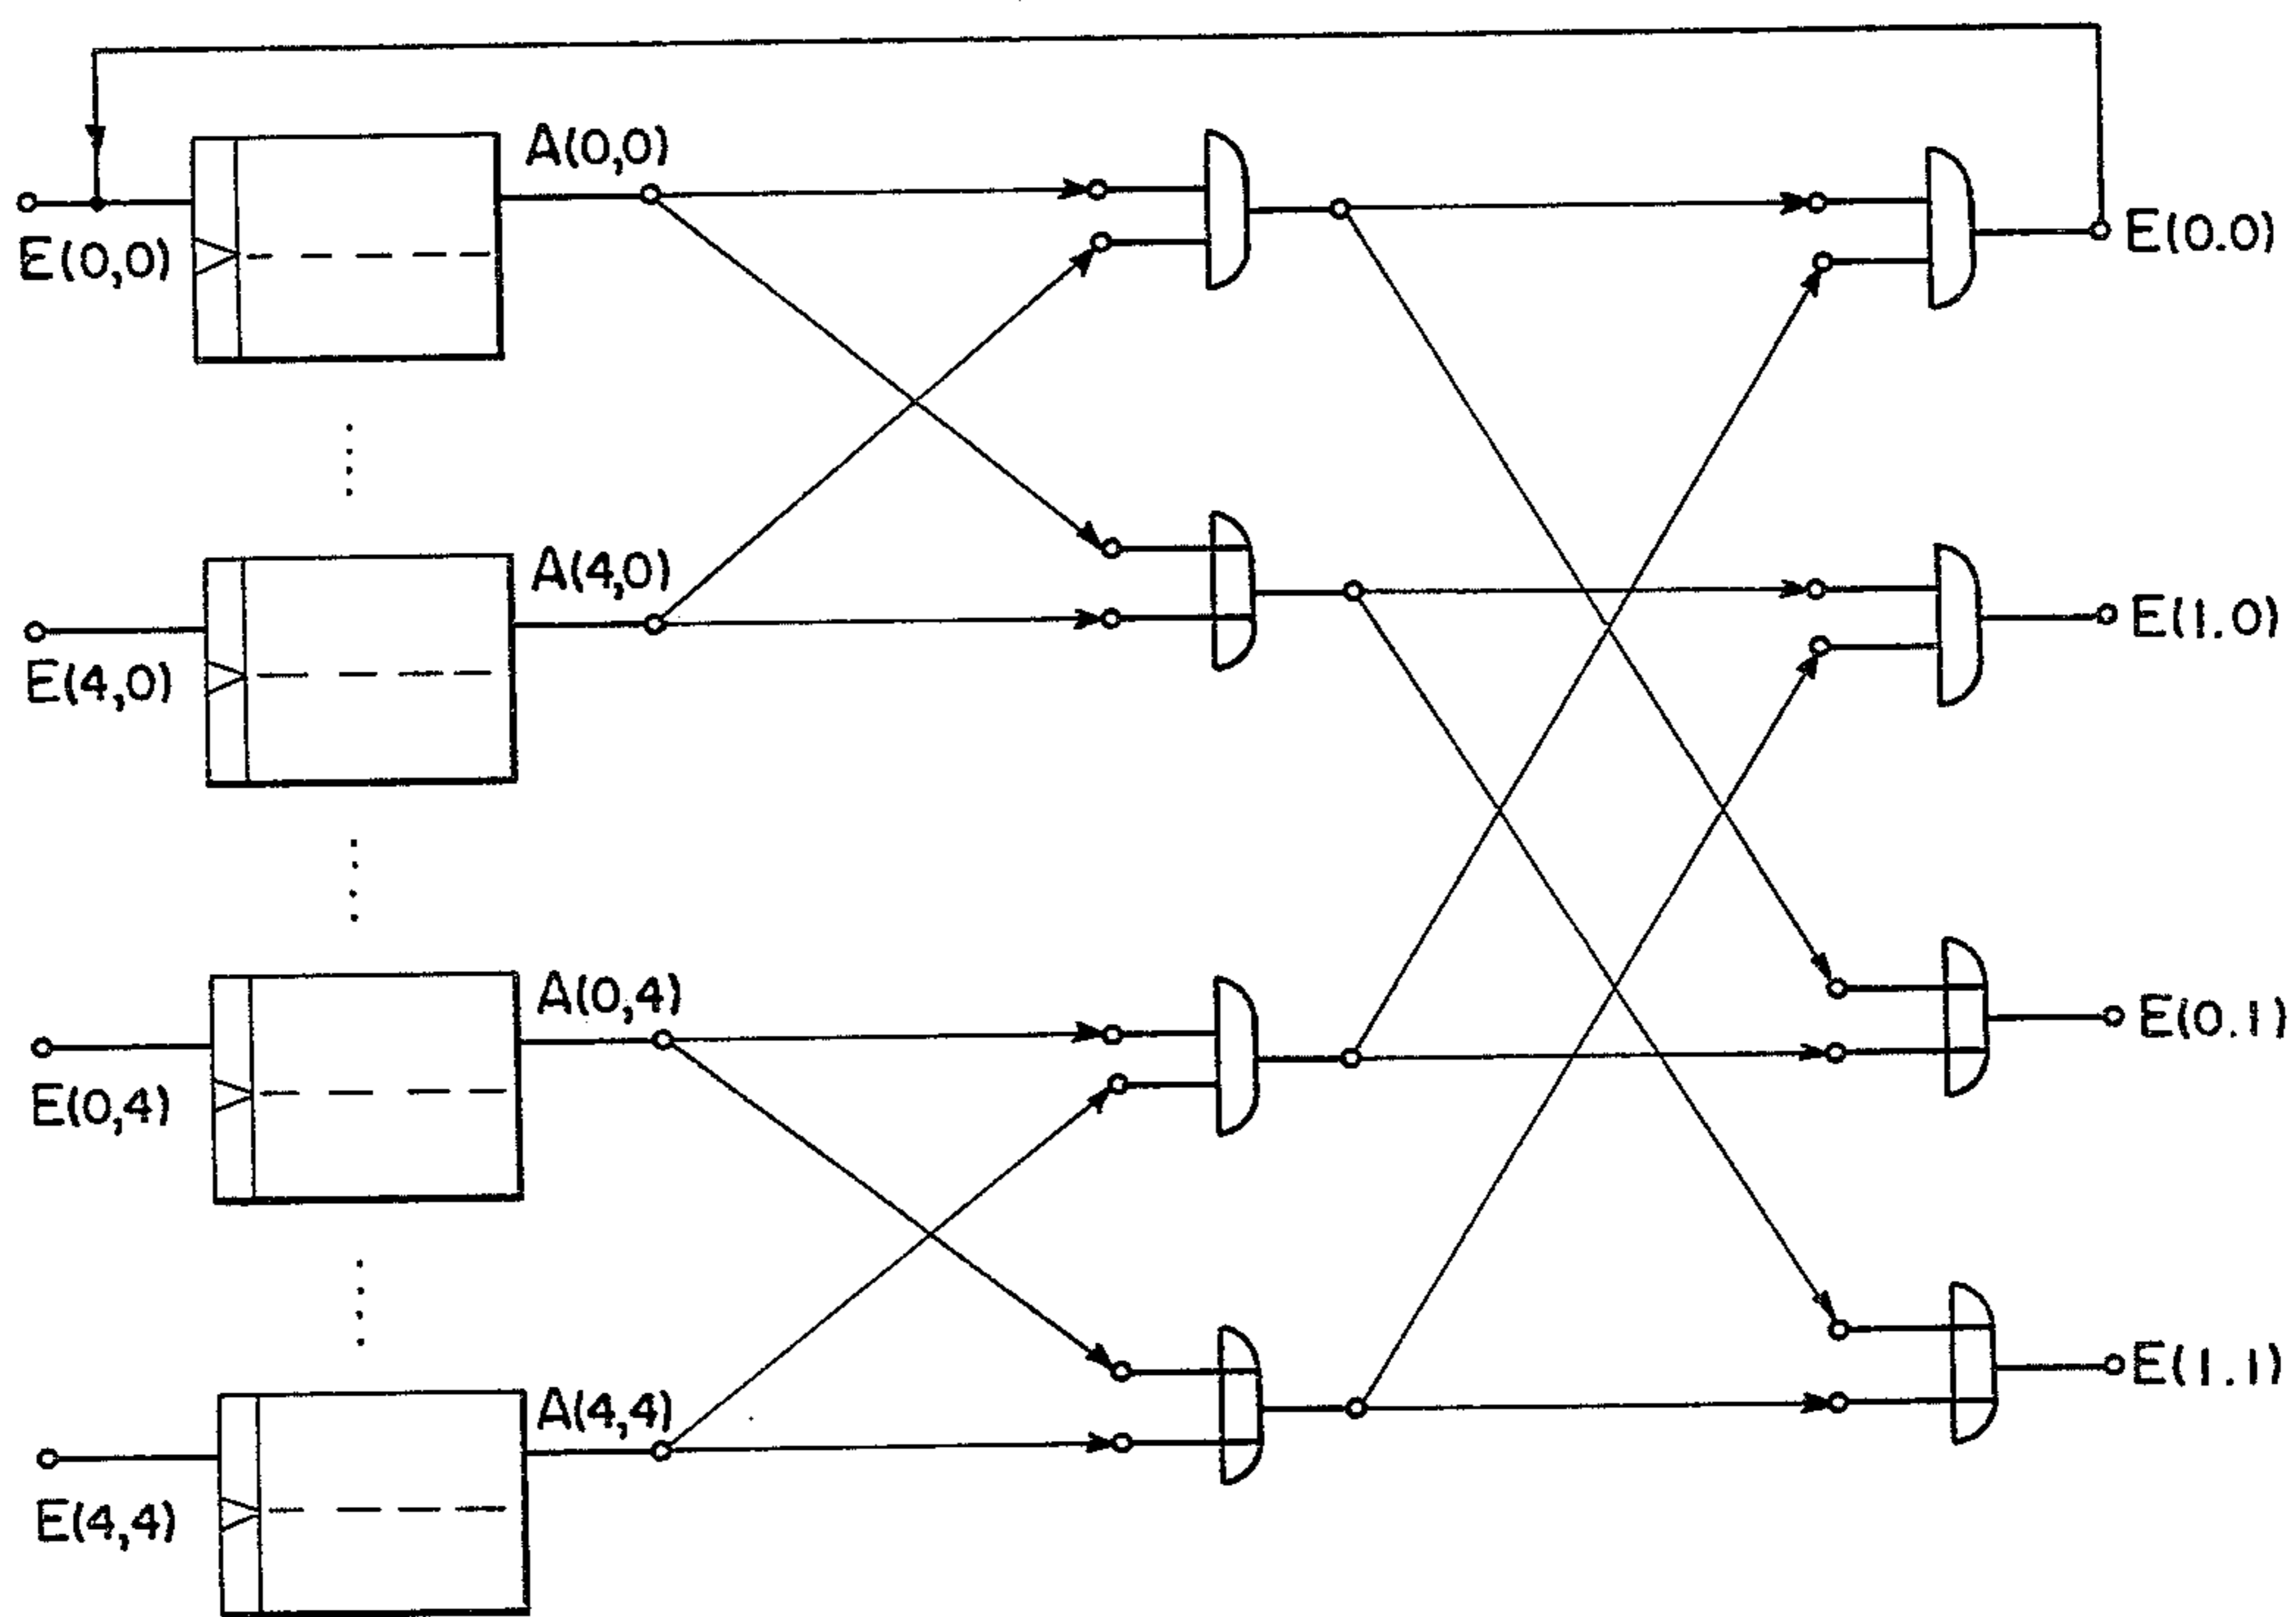 A(0,0)
E(0,0)
E(0.0)
A(4,0)
E(4,0)
E(1.0)
A(0,4)
E(0,4)
E(0.1)
A(4,4)
E(4,4)
E(1.1)